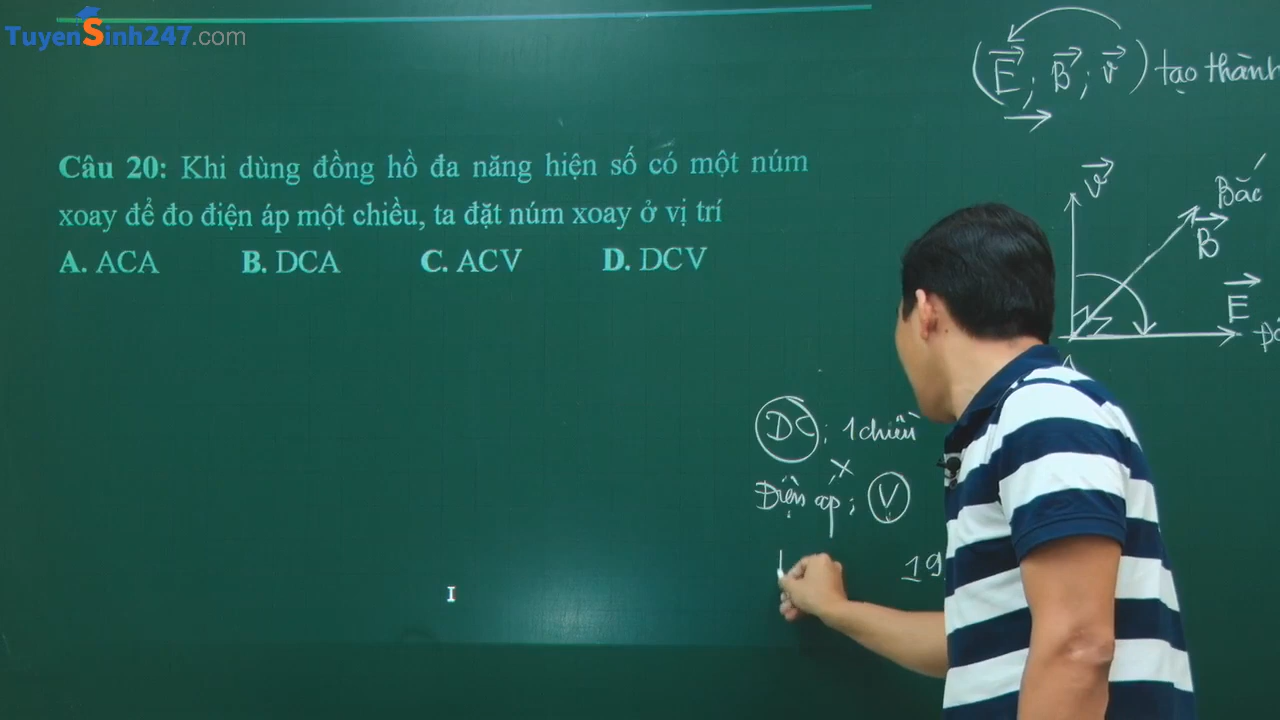 TuyenSinh247.com
(E; B; v) tạo thành
Câu 20: Khi dùng đồng hồ đa năng hiện số có một núm
xoay để đo điện áp một chiều, ta đặt núm xoay ở vị trí
A. ACA B. DCA C. ACV D. DCV
v
Bắc
B
E
DC; 1 chiều
Điện áp; V
19